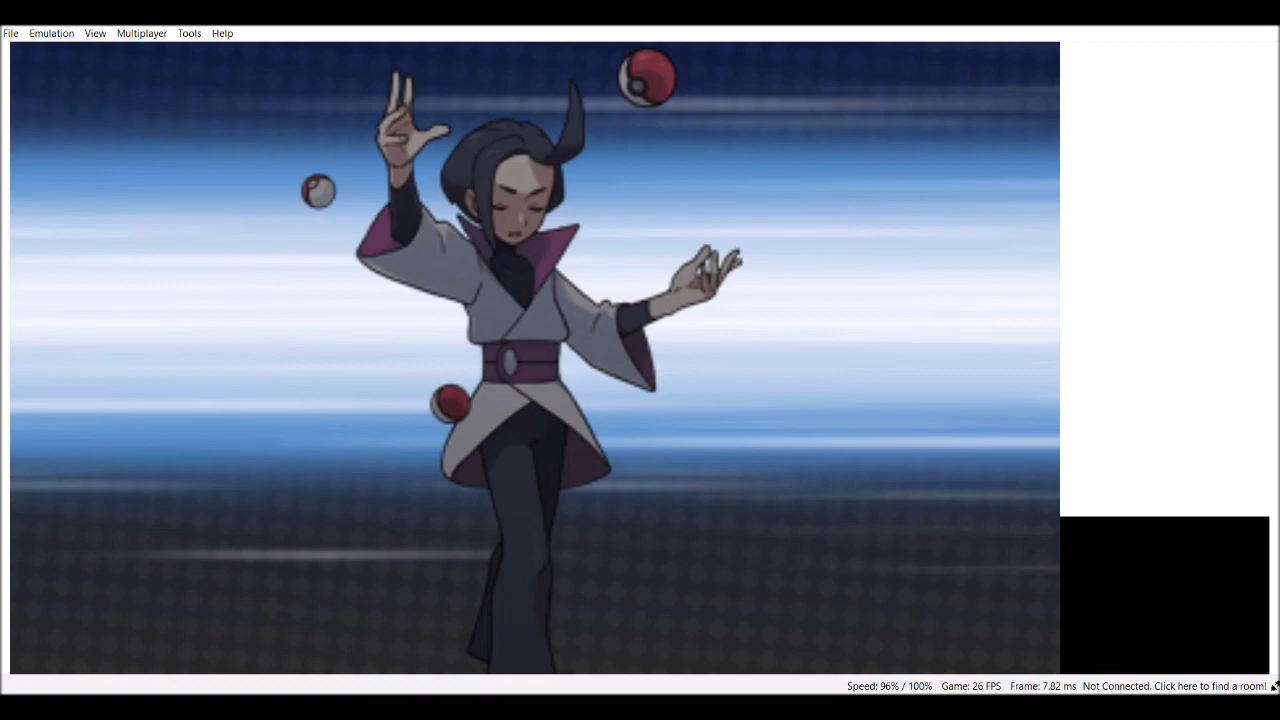 File Emulation View Multiplayer Tools Help
Speed: 96% / 100% Game: 26 FPS Frame: 7.82 ms Not Connected. Click here to find a room!